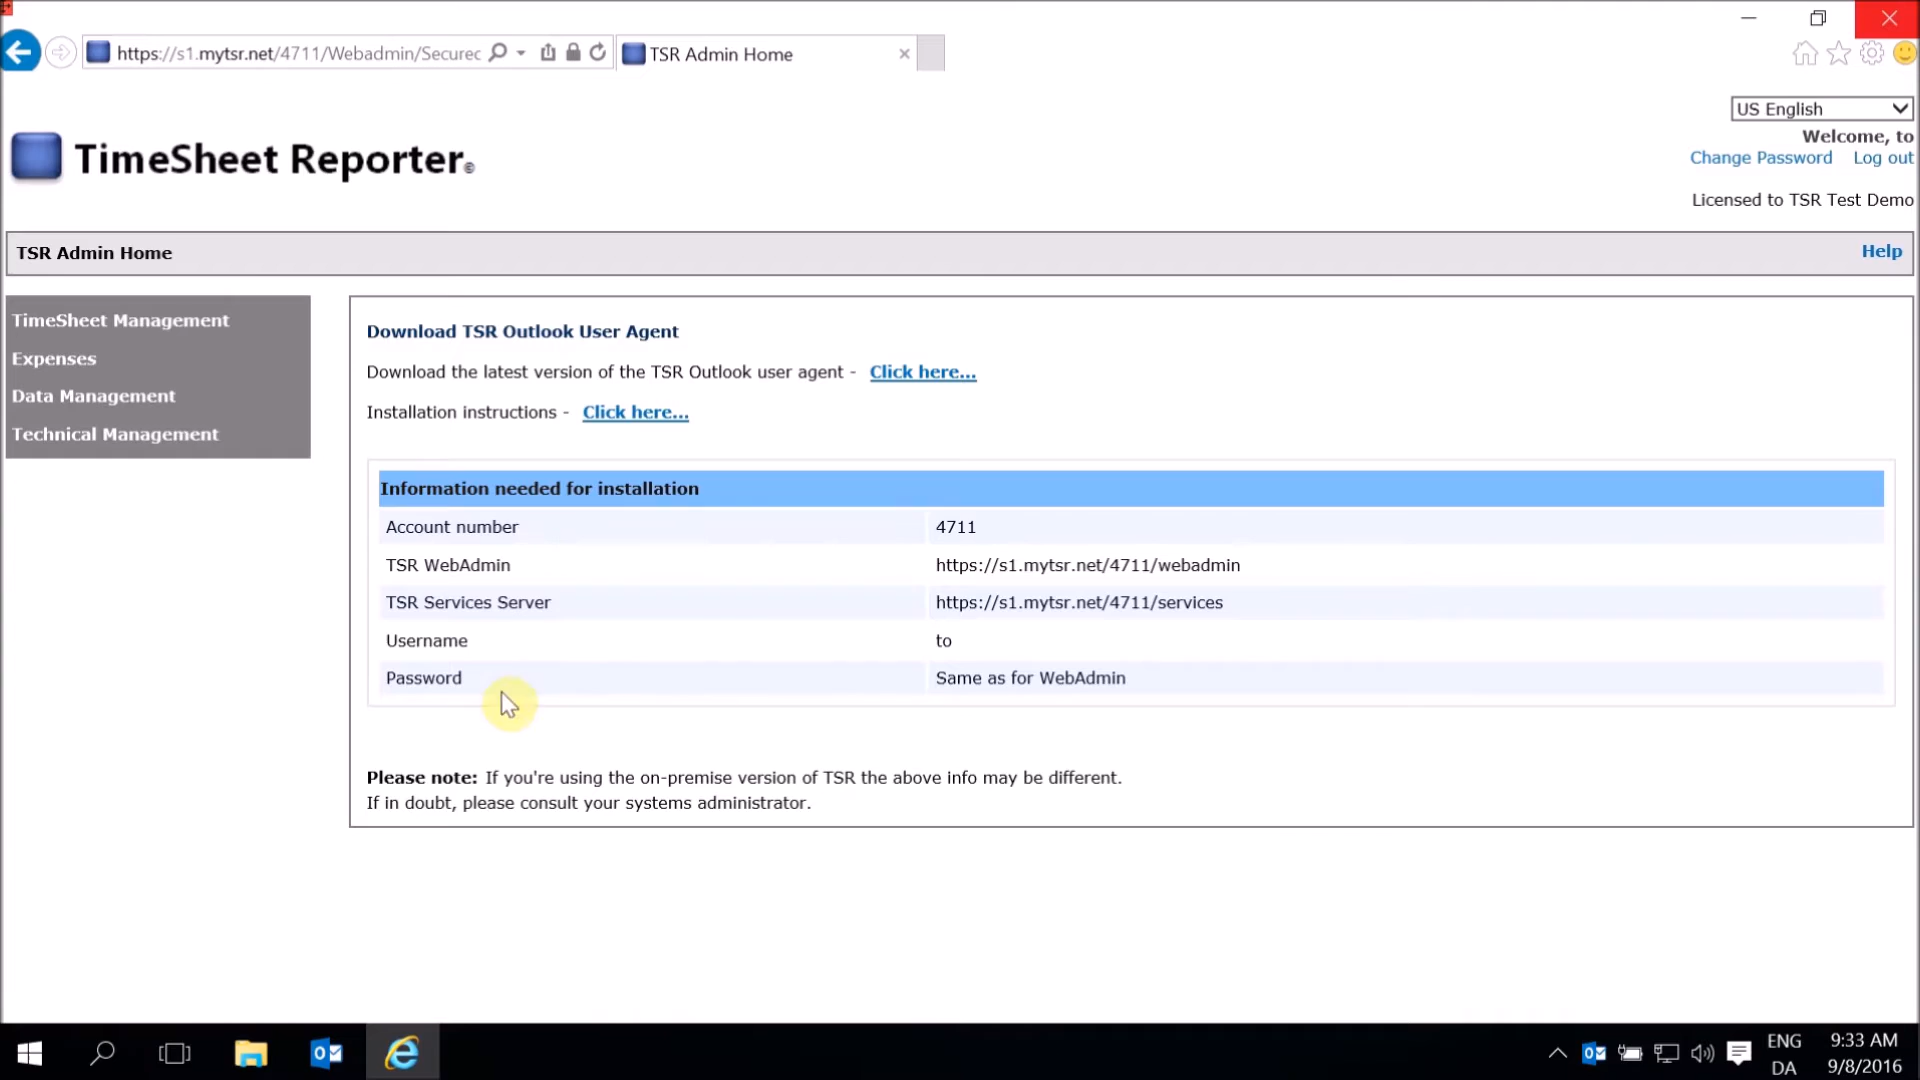 https://s1.mytsr.net/4711/Webadmin/Securec
TSR Admin Home
US English
Welcome, to
Change Password Log out
TimeSheet Reporter
Licensed to TSR Test Demo
TSR Admin Home
Help
TimeSheet Management
Expenses
Data Management
Technical Management
Download TSR Outlook User Agent
Download the latest version of the TSR Outlook user agent - Click here...
Installation instructions - Click here...
Information needed for installation
Account number 4711
TSR WebAdmin https://s1.mytsr.net/4711/webadmin
TSR Services Server https://s1.mytsr.net/4711/services
Username to
Password Same as for WebAdmin
Please note: If you're using the on-premise version of TSR the above info may be different.
If in doubt, please consult your systems administrator.
ENG
DA
9:33 AM
9/8/2016